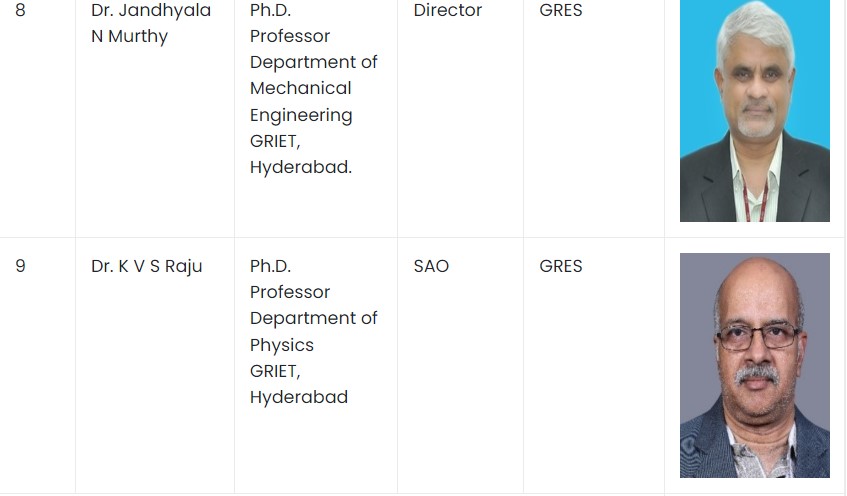 8
Dr. Jandhyala
N Murthy
Ph.D.
Professor
Department of
Mechanical
Engineering
GRIET,
Hyderabad.
Director
GRES
9
Dr. K V S Raju
Ph.D.
Professor
Department of
Physics
GRIET,
Hyderabad
SAO
GRES